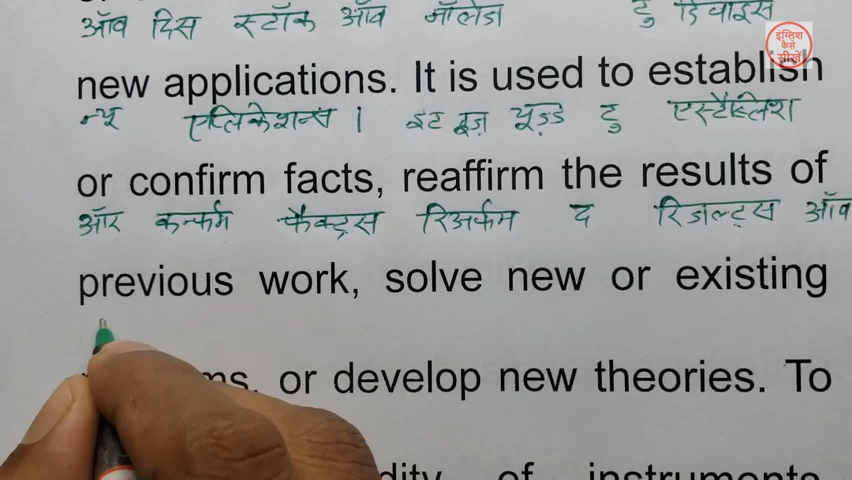 ऑव दिस स्टॉक ऑव नॉलेज टु डिवाइस
इंग्लिश
कैसे
सीखें
new applications. It is used to establish
न्यू एप्लिकेशन्स । इट इज़ यूज़्ड टु एस्टैब्लिश
or confirm facts, reaffirm the results of
ऑर कन्फर्म फैक्ट्स रिअफर्म द रिजल्ट्स ऑव
previous work, solve new or existing
or develop new theories. To
of instruments